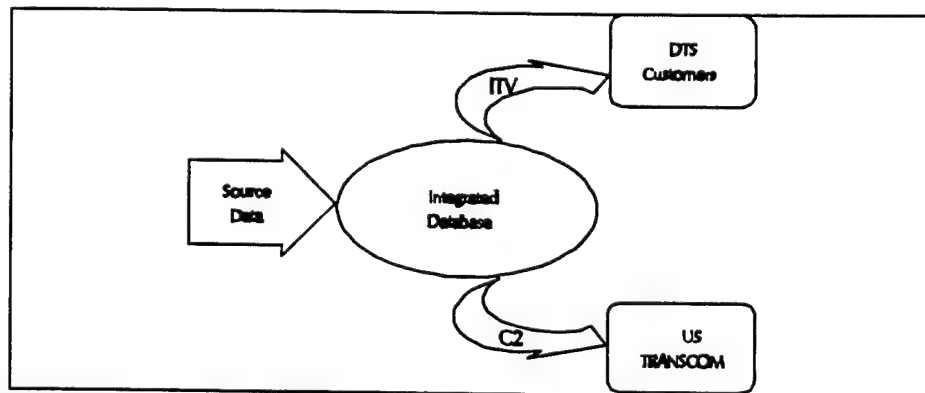 DTS
Customers
ITV
Source
Data
Integrated
Database
C2
US
TRANSCOM